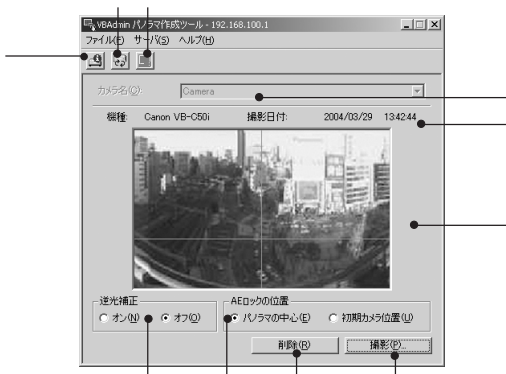 VBAdmin パノラマ作成ツール - 192.168.100.1
ファイル(F) サーバ(S) ヘルプ(H)
カメラ名(C): Camera
機種: Canon VB-C50i 撮影日付: 2004/03/29 13:42:44
逆光補正
オン(N) オフ(O)
AEロックの位置
パノラマの中心(E) 初期カメラ位置(U)
削除(R) 撮影(P)...